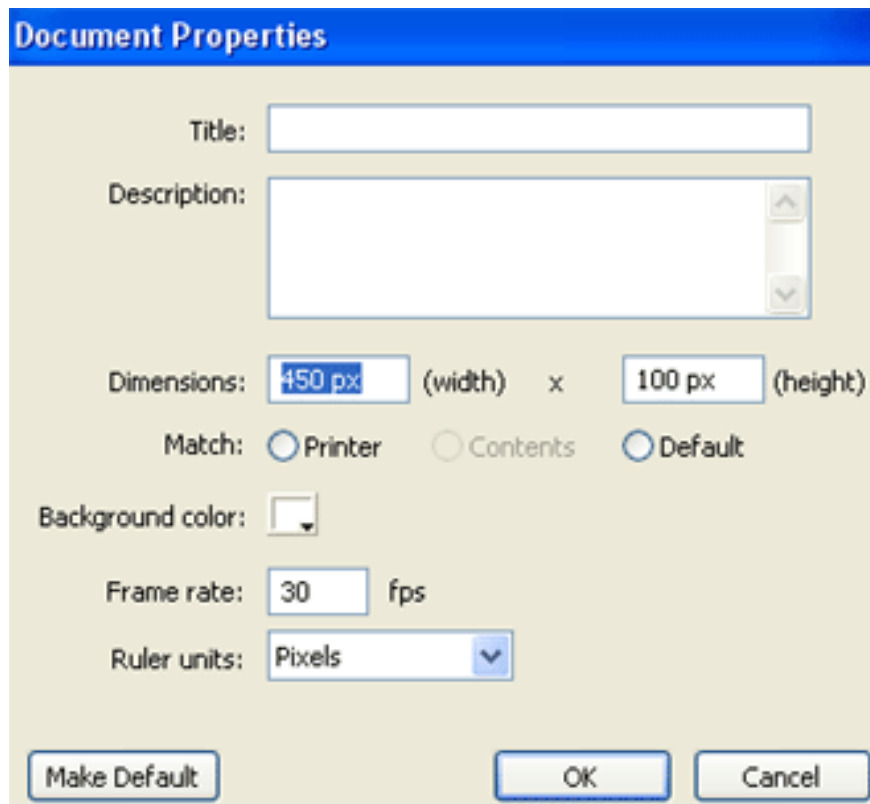 Document Properties
Title:
Description:
Dimensions: 450 px (width) x 100 px (height)
Match: Printer Contents Default
Background color:
Frame rate: 30 fps
Ruler units: Pixels
Make Default OK Cancel